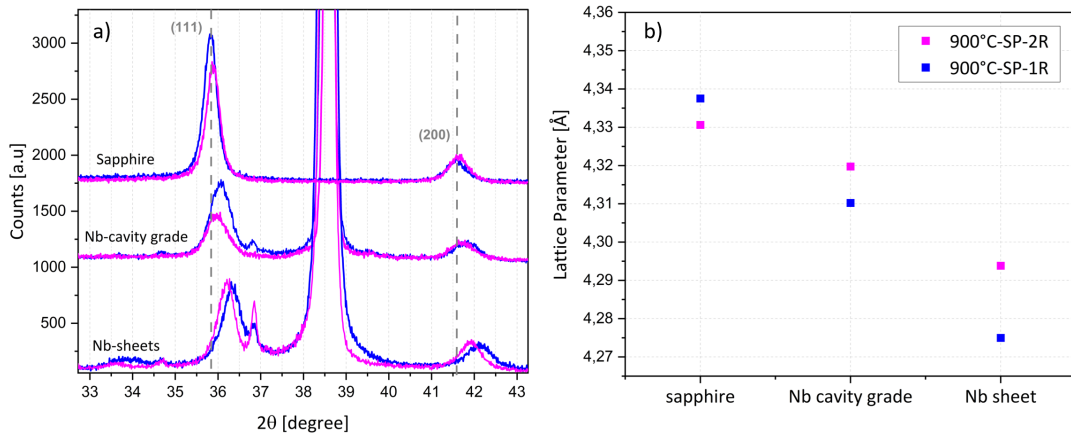 a)
(111)
(200)
Sapphire
Nb-cavity grade
Nb-sheets
Counts [a.u]
3000
2500
2000
1500
1000
500
33 34 35 36 37 38 39 40 41 42 43
2θ [degree]
b)
900°C-SP-2R
900°C-SP-1R
Lattice Parameter [Å]
4,36
4,35
4,34
4,33
4,32
4,31
4,30
4,29
4,28
4,27
sapphire Nb cavity grade Nb sheet